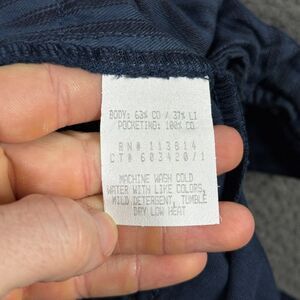 BODY: 63% CO / 37% LI
POCKETING: 100% CO
RN# 113814
CT# 603420/1
MACHINE WASH COLD
WATER WITH LIKE COLORS,
MILD DETERGENT, TUMBLE
DRY LOW HEAT